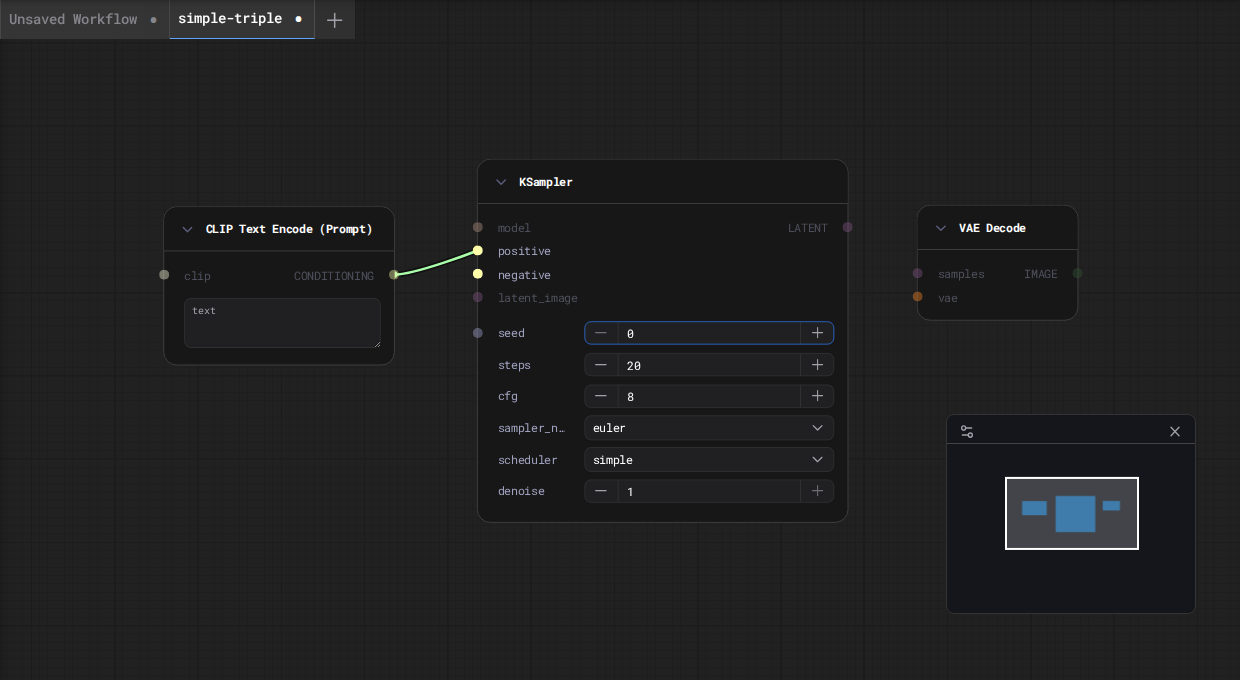 Unsaved Workflow
simple-triple
KSampler
CLIP Text Encode (Prompt)
clip
CONDITIONING
text
model
LATENT
positive
negative
latent_image
seed
0
steps
20
cfg
8
sampler_n…
euler
scheduler
simple
denoise
1
VAE Decode
samples
IMAGE
vae